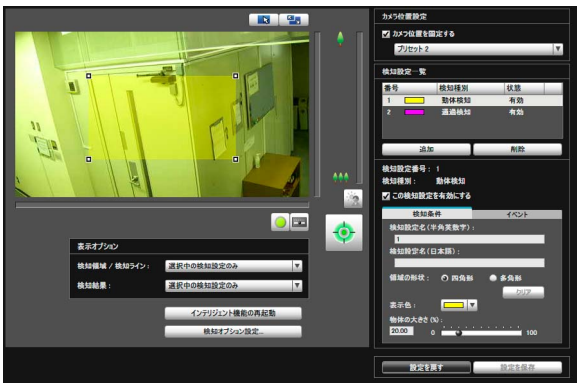 カメラ位置設定
カメラ位置を固定する
プリセット 2
検知設定一覧
番号 検知種別 状態
1 動体検知 有効
2 通過検知 有効
追加 削除
検知設定番号： 1
検知種別： 動体検知
この検知設定を有効にする
検知条件 イベント
検知設定名(半角英数字)：
1
検知設定名(日本語)：
領域の形状： 四角形 多角形
クリア
表示色：
物体の大きさ(%)：
20.00 0 100
表示オプション
検知領域 / 検知ライン： 選択中の検知設定のみ
検知結果： 選択中の検知設定のみ
インテリジェント機能の再起動
検知オプション設定...
設定を戻す 設定を保存